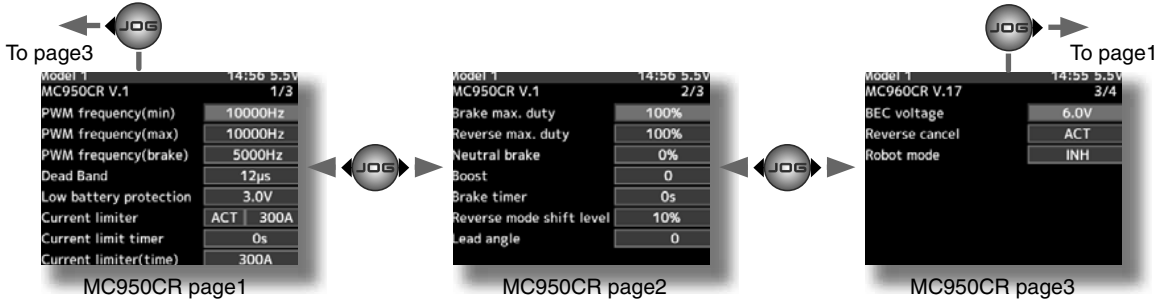 JOG
To page3
Model 1 14:56 5.5V
MC950CR V.1 1/3
PWM frequency(min) 10000Hz
PWM frequency(max) 10000Hz
PWM frequency(brake) 5000Hz
Dead Band 12µs
Low battery protection 3.0V
Current limiter ACT 300A
Current limit timer 0s
Current limiter(time) 300A
MC950CR page1
JOG
Model 1 14:56 5.5V
MC950CR V.1 2/3
Brake max. duty 100%
Reverse max. duty 100%
Neutral brake 0%
Boost 0
Brake timer 0s
Reverse mode shift level 10%
Lead angle 0
MC950CR page2
JOG
JOG
To page1
Model 1 14:55 5.5V
MC960CR V.17 3/4
BEC voltage 6.0V
Reverse cancel ACT
Robot mode INH
MC950CR page3